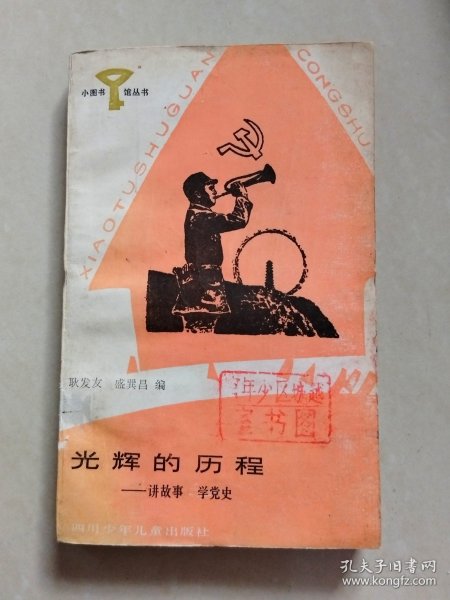 小图书 馆丛书
XIAOTUSHUGUAN
CONGSHU
耿发友 盛巽昌 编
光辉的历程
——讲故事 学党史
四川少年儿童出版社
孔夫子旧书网
www.kongfz.com